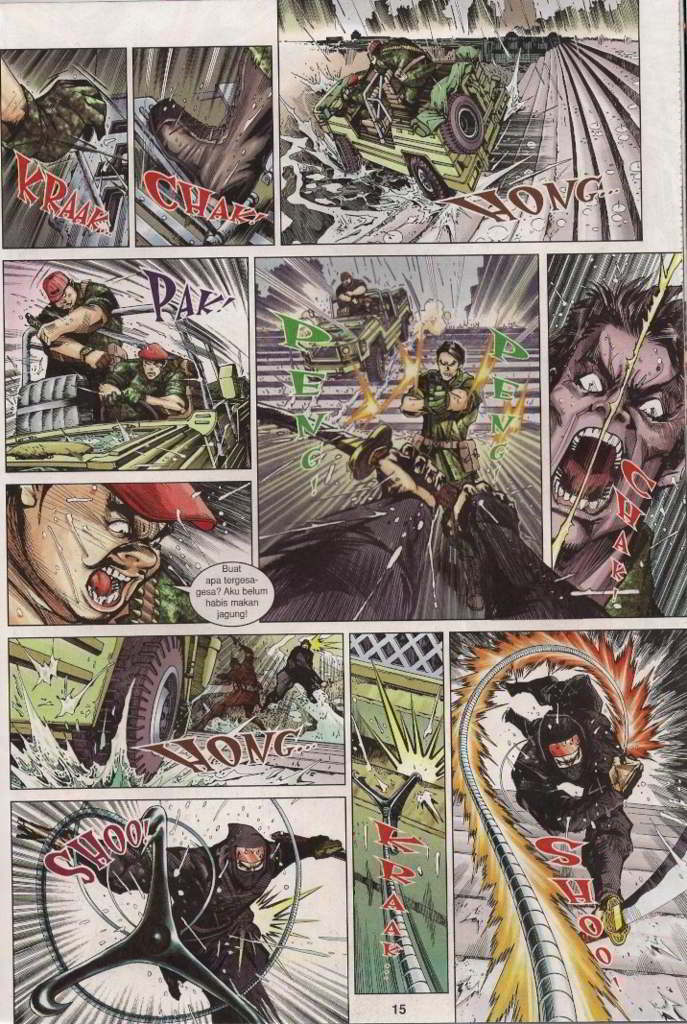 KRAAK...
CHAK!
HONG...
PAK!
PENG!
PENG!
CHAK!
Buat
apa tergesa-
gesa? Aku belum
habis makan
jagung!
HONG...
SHOO!
KRAAK...
SHOO!
15